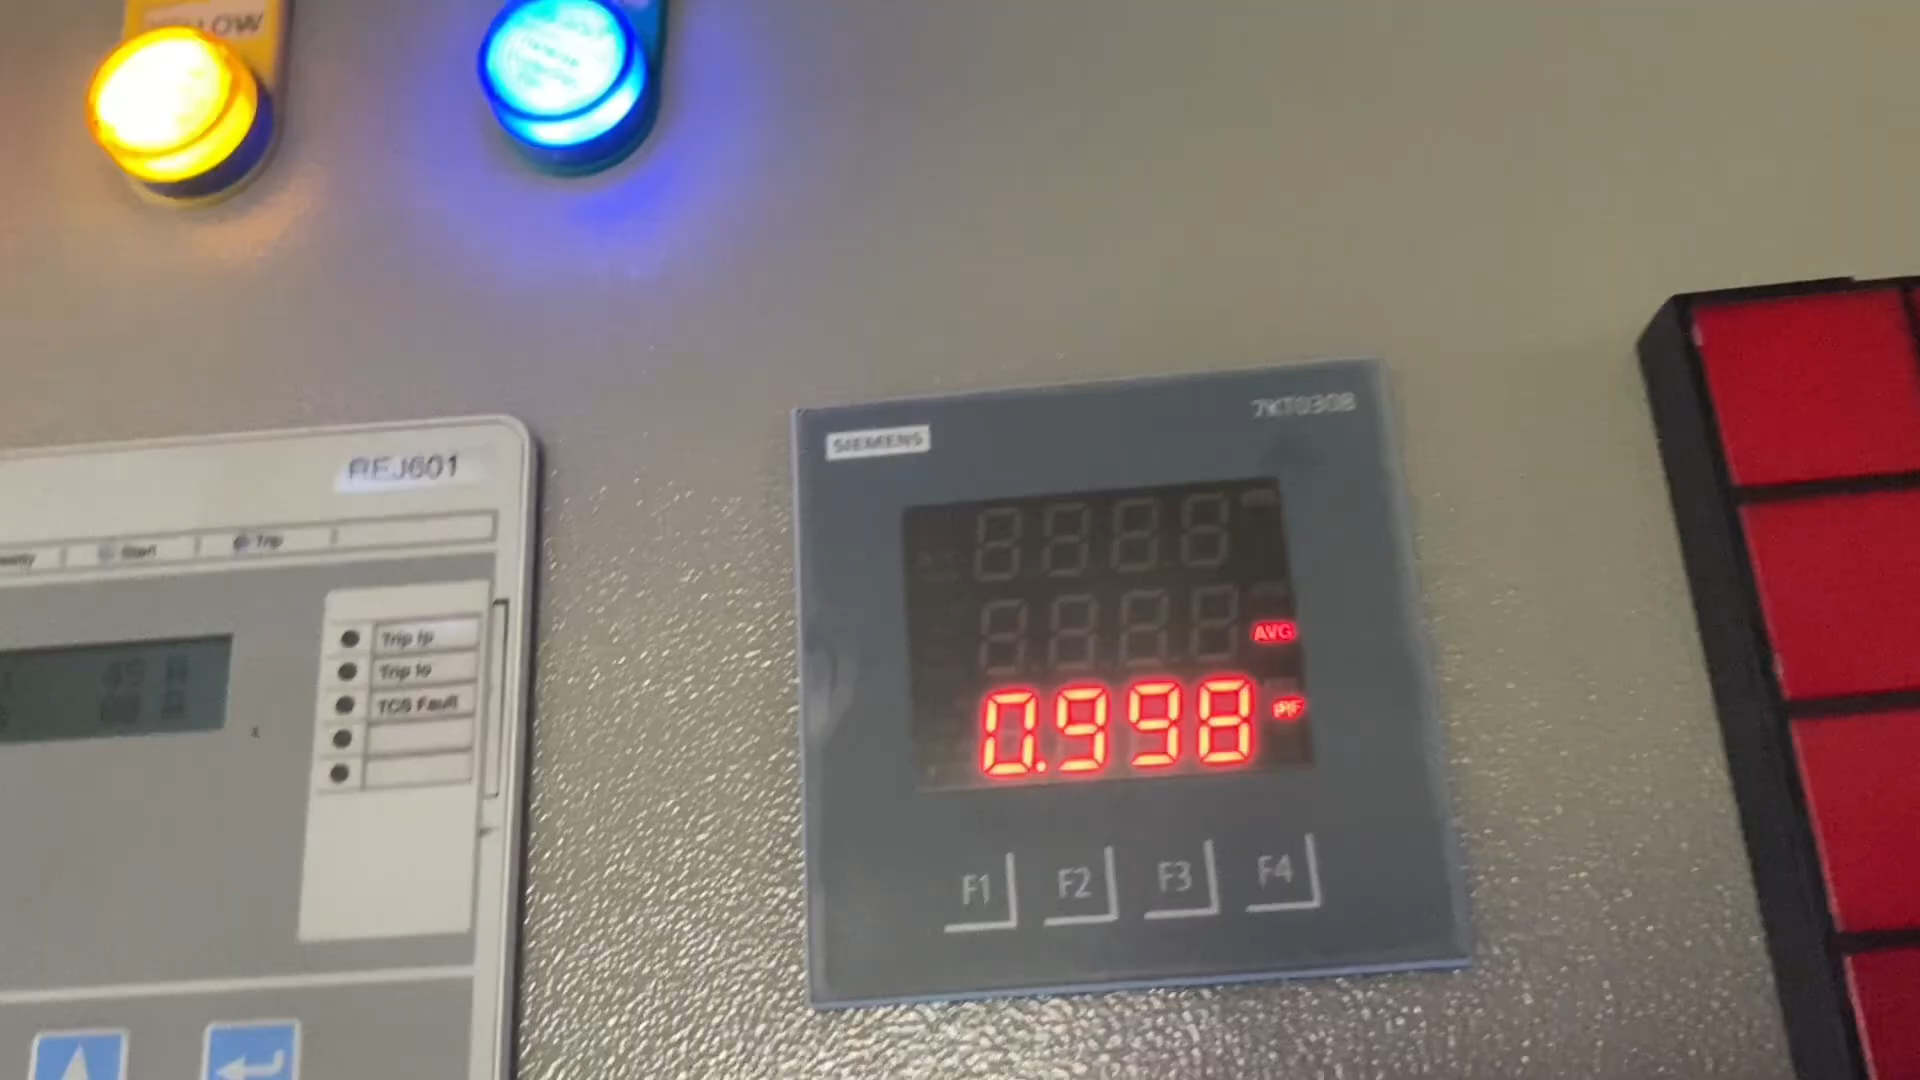 YELLOW
SIEMENS
7KT0308
REJ601
Start
Trip
AVG
0.998 PF
Trip Ip
Trip Io
TCS Fault
F1 F2 F3 F4